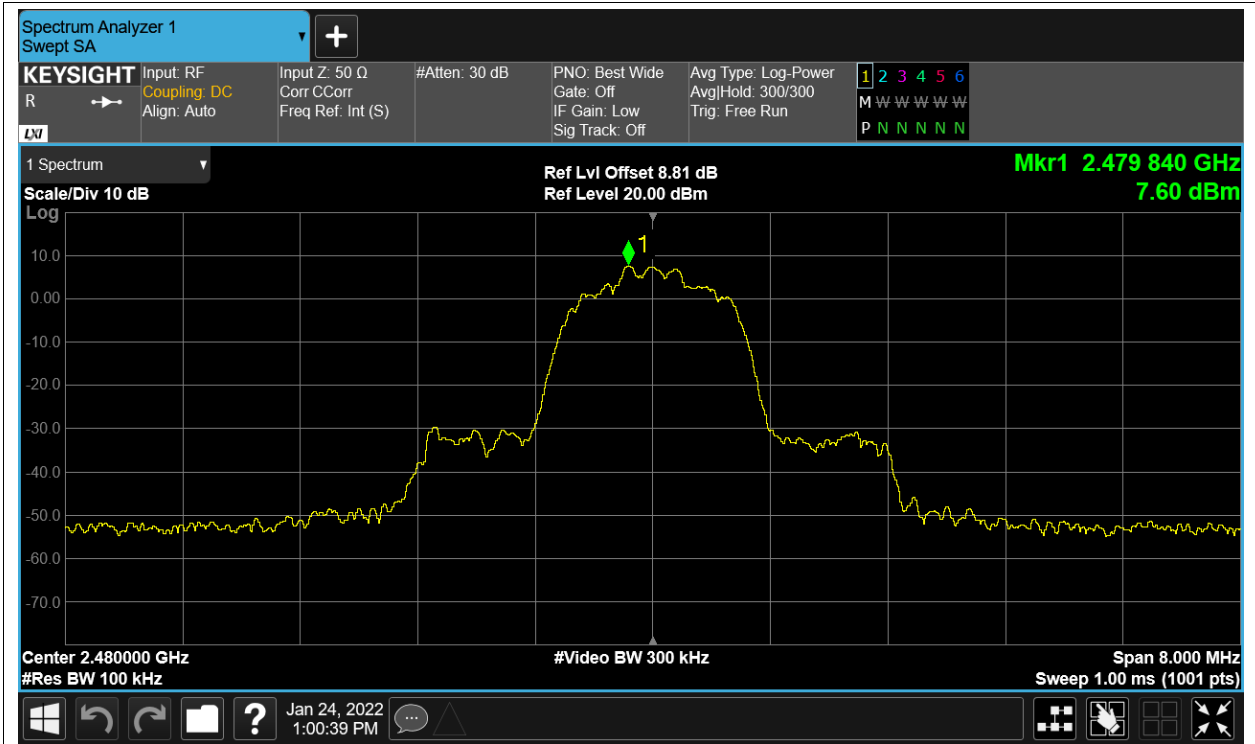 Spectrum Analyzer 1
Swept SA
KEYSIGHT
R
LXI
Input: RF
Coupling: DC
Align: Auto
Input Z: 50 Ω
Corr CCorr
Freq Ref: Int (S)
#Atten: 30 dB
PNO: Best Wide
Gate: Off
IF Gain: Low
Sig Track: Off
Avg Type: Log-Power
Avg|Hold: 300/300
Trig: Free Run
1 2 3 4 5 6
M W W W W W W
P N N N N N
1 Spectrum
Scale/Div 10 dB
Log
Ref Lvl Offset 8.81 dB
Ref Level 20.00 dBm
Mkr1 2.479 840 GHz
7.60 dBm
1
10.0
0.00
-10.0
-20.0
-30.0
-40.0
-50.0
-60.0
-70.0
Center 2.480000 GHz
#Res BW 100 kHz
#Video BW 300 kHz
Span 8.000 MHz
Sweep 1.00 ms (1001 pts)
?
Jan 24, 2022
1:00:39 PM